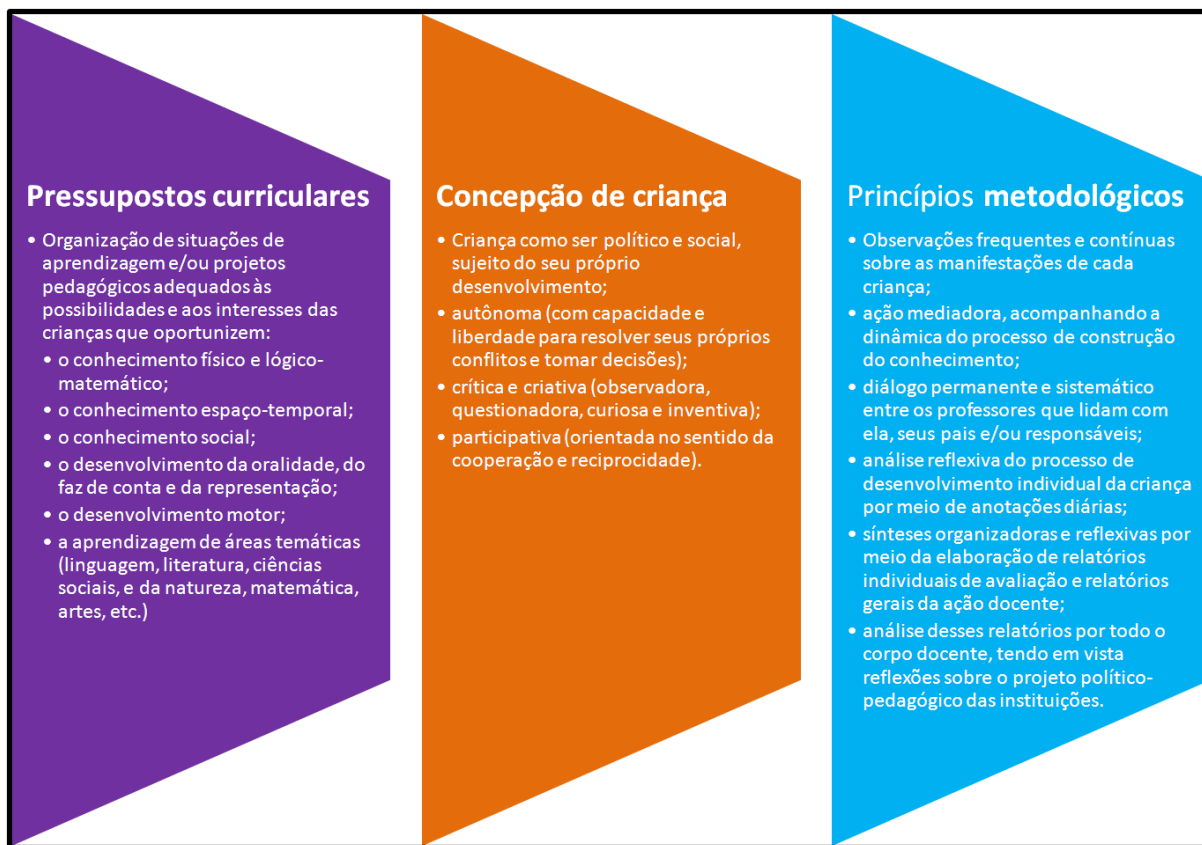 Pressupostos curriculares
• Organização de situações de
aprendizagem e/ou projetos
pedagógicos adequados às
possibilidades e aos interesses das
crianças que oportunizem:
• o conhecimento físico e lógico-
matemático;
• o conhecimento espaço-temporal;
• o conhecimento social;
• o desenvolvimento da oralidade, do
faz de conta e da representação;
• o desenvolvimento motor;
• a aprendizagem de áreas temáticas
(linguagem, literatura, ciências
sociais, e da natureza, matemática,
artes, etc.)
Concepção de criança
• Criança como ser político e social,
sujeito do seu próprio
desenvolvimento;
• autônoma (com capacidade e
liberdade para resolver seus próprios
conflitos e tomar decisões);
• crítica e criativa (observadora,
questionadora, curiosa e inventiva);
• participativa (orientada no sentido da
cooperação e reciprocidade).
Princípios metodológicos
• Observações frequentes e contínuas
sobre as manifestações de cada
criança;
• ação mediadora, acompanhando a
dinâmica do processo de construção
do conhecimento;
• diálogo permanente e sistemático
entre os professores que lidam com
ela, seus pais e/ou responsáveis;
• análise reflexiva do processo de
desenvolvimento individual da criança
por meio de anotações diárias;
• sínteses organizadoras e reflexivas por
meio da elaboração de relatórios
individuais de avaliação e relatórios
gerais da ação docente;
• análise desses relatórios por todo o
corpo docente, tendo em vista
reflexões sobre o projeto político-
pedagógico das instituições.